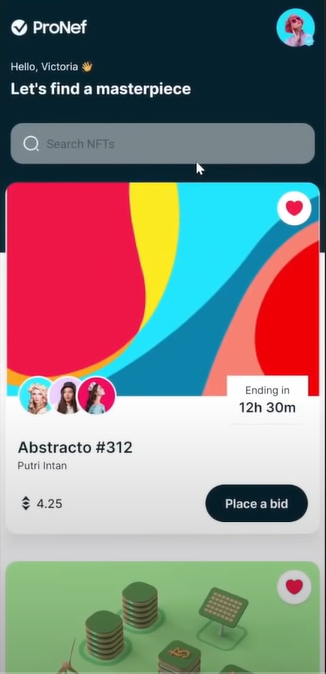 ProNef
Hello, Victoria 👋
Let's find a masterpiece
Search NFTs
Ending in
12h 30m
Abstracto #312
Putri Intan
4.25
Place a bid